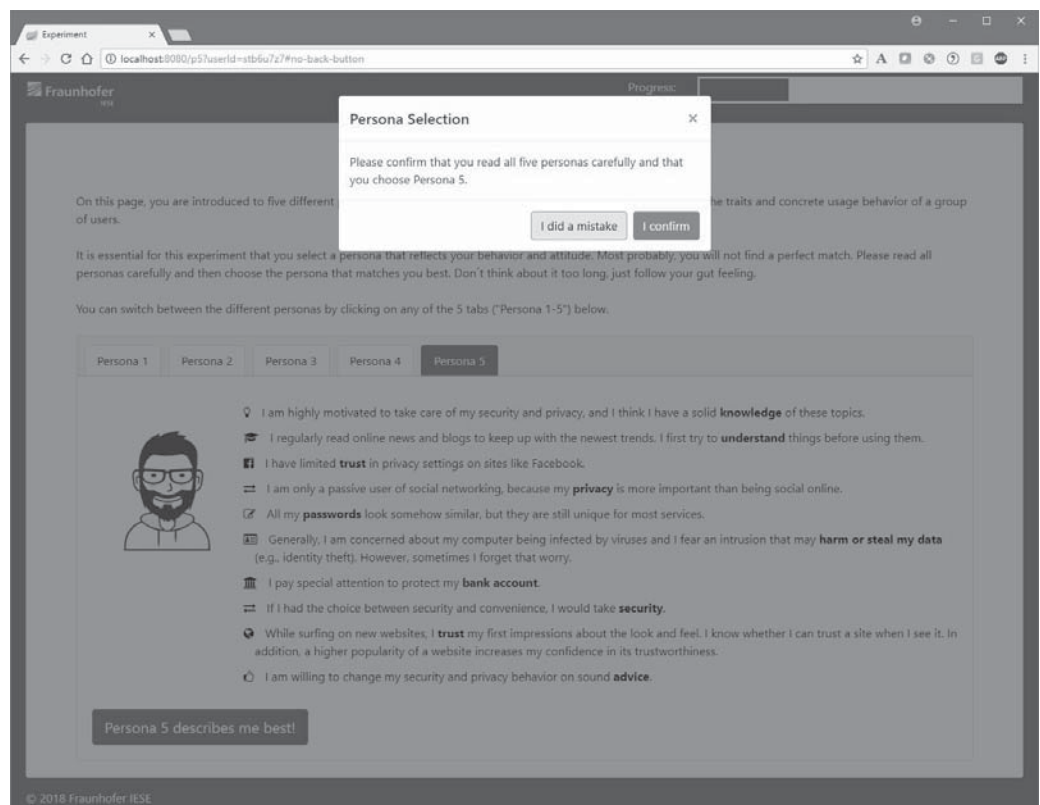 Experiment
localhost:8080/p5?userId=stb6u7z7#no-back-button
Fraunhofer
IESE
Progress:
Persona Selection
Please confirm that you read all five personas carefully and that
you choose Persona 5.
I did a mistake
I confirm
On this page, you are introduced to five different
he traits and concrete usage behavior of a group
of users.
It is essential for this experiment that you select a persona that reflects your behavior and attitude. Most probably, you will not find a perfect match. Please read all
personas carefully and then choose the persona that matches you best. Don´t think about it too long, just follow your gut feeling.
You can switch between the different personas by clicking on any of the 5 tabs ("Persona 1-5") below.
Persona 1 Persona 2 Persona 3 Persona 4 Persona 5
I am highly motivated to take care of my security and privacy, and I think I have a solid knowledge of these topics.
I regularly read online news and blogs to keep up with the newest trends. I first try to understand things before using them.
I have limited trust in privacy settings on sites like Facebook.
I am only a passive user of social networking, because my privacy is more important than being social online.
All my passwords look somehow similar, but they are still unique for most services.
Generally, I am concerned about my computer being infected by viruses and I fear an intrusion that may harm or steal my data
(e.g., identity theft). However, sometimes I forget that worry.
I pay special attention to protect my bank account.
If I had the choice between security and convenience, I would take security.
While surfing on new websites, I trust my first impressions about the look and feel. I know whether I can trust a site when I see it. In
addition, a higher popularity of a website increases my confidence in its trustworthiness.
I am willing to change my security and privacy behavior on sound advice.
Persona 5 describes me best!
© 2018 Fraunhofer IESE